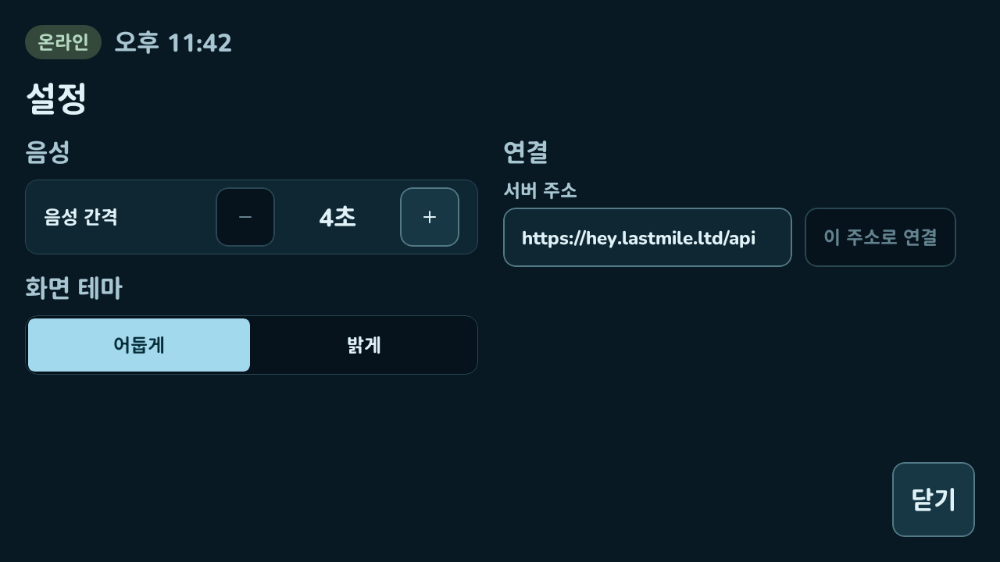 온라인 오후 11:42
설정
음성
음성 간격 − 4초 +
화면 테마
어둡게 밝게
연결
서버 주소
https://hey.lastmile.ltd/api 이 주소로 연결
닫기